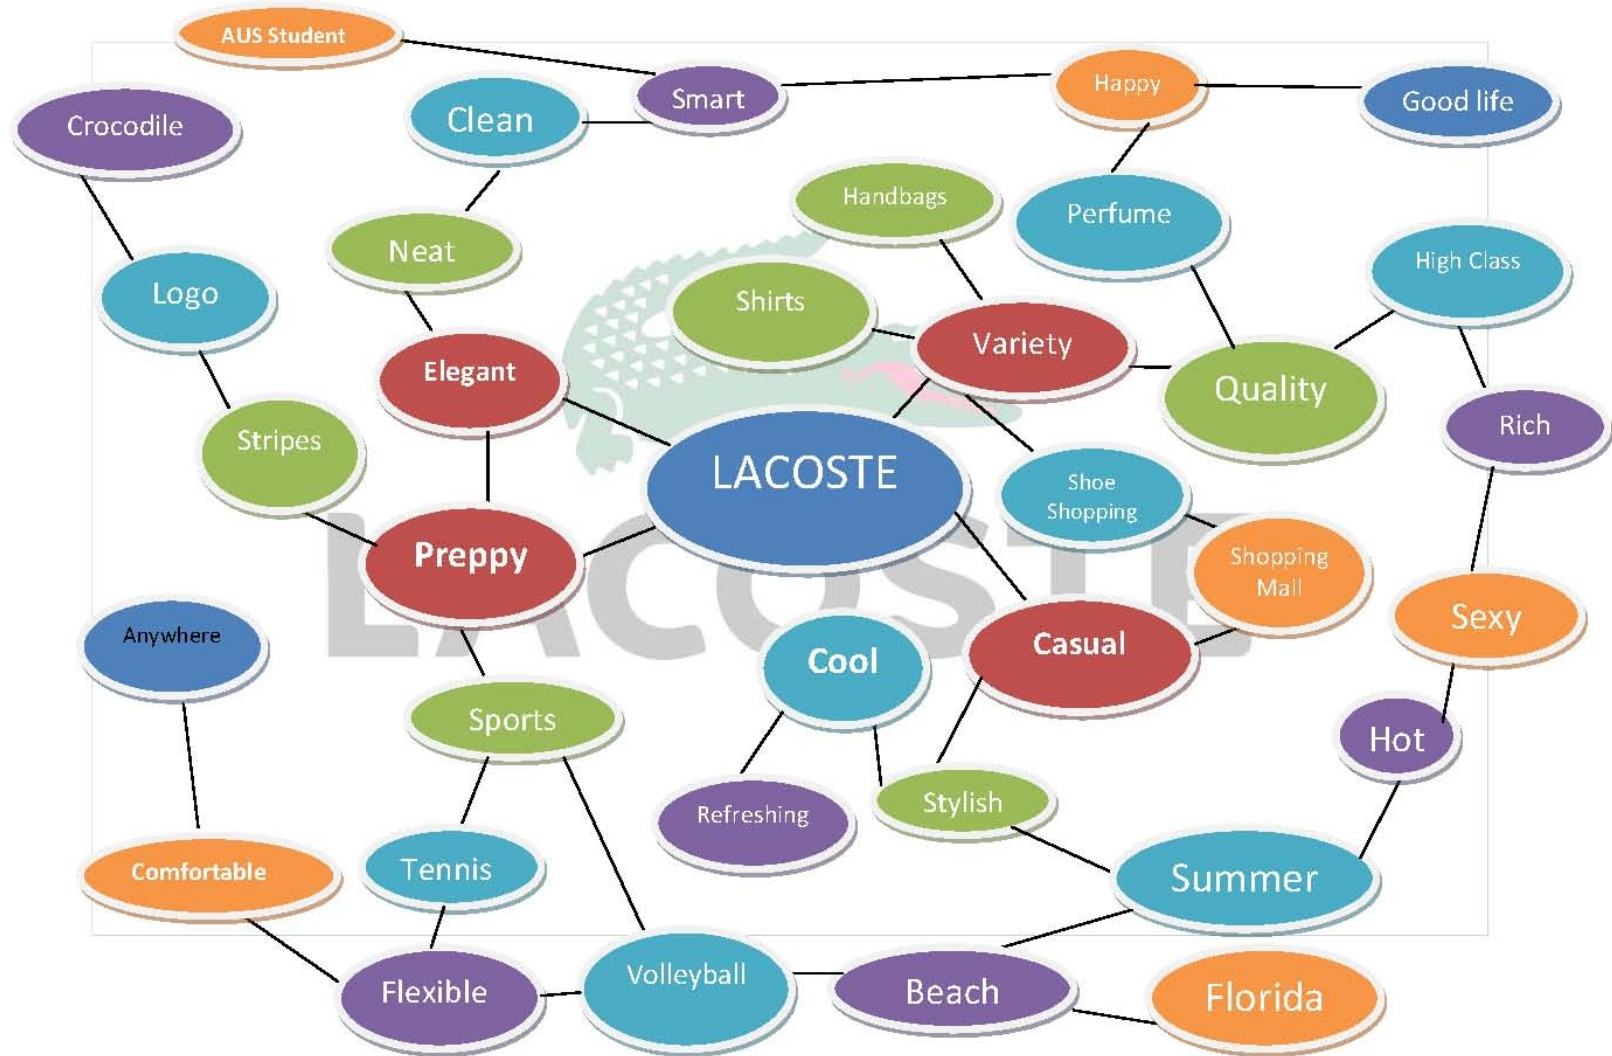 AUS Student
Smart
Happy
Good life
Crocodile
Clean
Handbags
Perfume
Neat
High Class
Logo
Shirts
Variety
Elegant
Quality
Rich
Stripes
LACOSTE
Shoe
Shopping
Preppy
Shopping
Mall
LACOSTE
Anywhere
Cool
Casual
Sexy
Sports
Hot
Refreshing
Stylish
Comfortable
Tennis
Summer
Flexible
Volleyball
Beach
Florida